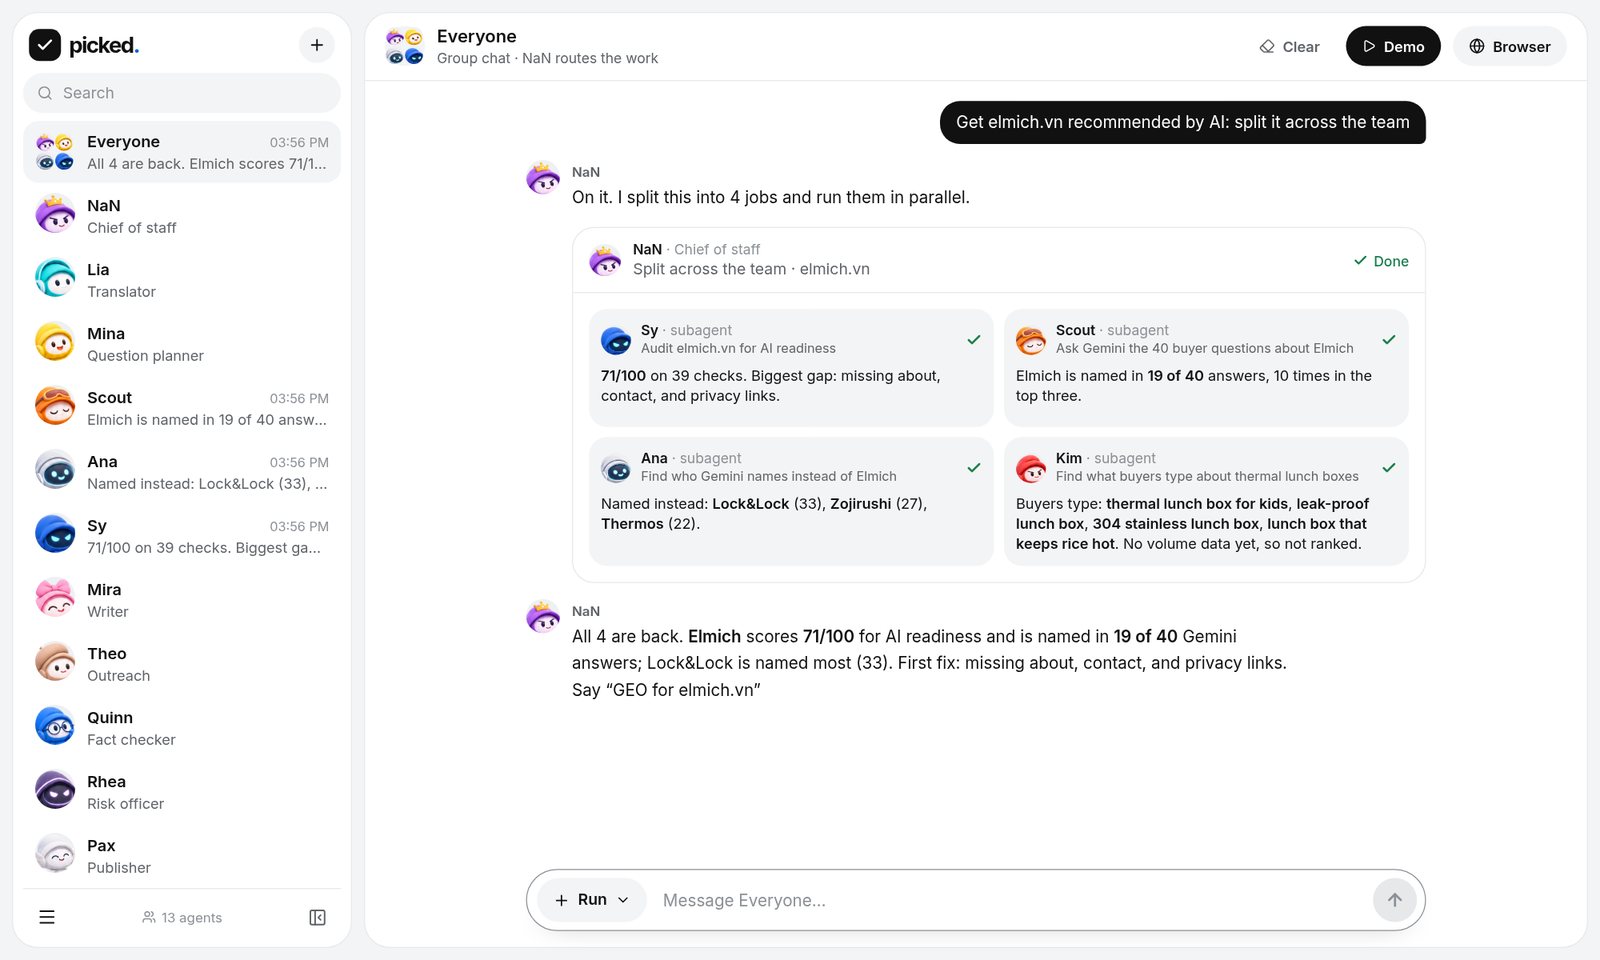 picked.
Search
Everyone
03:56 PM
All 4 are back. Elmich scores 71/1...
NaN
Chief of staff
Lia
Translator
Mina
Question planner
Scout
03:56 PM
Elmich is named in 19 of 40 answ...
Ana
03:56 PM
Named instead: Lock&Lock (33), ...
Sy
03:56 PM
71/100 on 39 checks. Biggest ga...
Mira
Writer
Theo
Outreach
Quinn
Fact checker
Rhea
Risk officer
Pax
Publisher
13 agents
Everyone
Group chat · NaN routes the work
Clear
Demo
Browser
Get elmich.vn recommended by AI: split it across the team
NaN
On it. I split this into 4 jobs and run them in parallel.
NaN · Chief of staff
Split across the team · elmich.vn
Done
Sy · subagent
Audit elmich.vn for AI readiness
71/100 on 39 checks. Biggest gap: missing about,
contact, and privacy links.
Scout · subagent
Ask Gemini the 40 buyer questions about Elmich
Elmich is named in 19 of 40 answers, 10 times in the
top three.
Ana · subagent
Find who Gemini names instead of Elmich
Named instead: Lock&Lock (33), Zojirushi (27),
Thermos (22).
Kim · subagent
Find what buyers type about thermal lunch boxes
Buyers type: thermal lunch box for kids, leak-proof
lunch box, 304 stainless lunch box, lunch box that
keeps rice hot. No volume data yet, so not ranked.
NaN
All 4 are back. Elmich scores 71/100 for AI readiness and is named in 19 of 40 Gemini
answers; Lock&Lock is named most (33). First fix: missing about, contact, and privacy links.
Say “GEO for elmich.vn”
Run
Message Everyone...